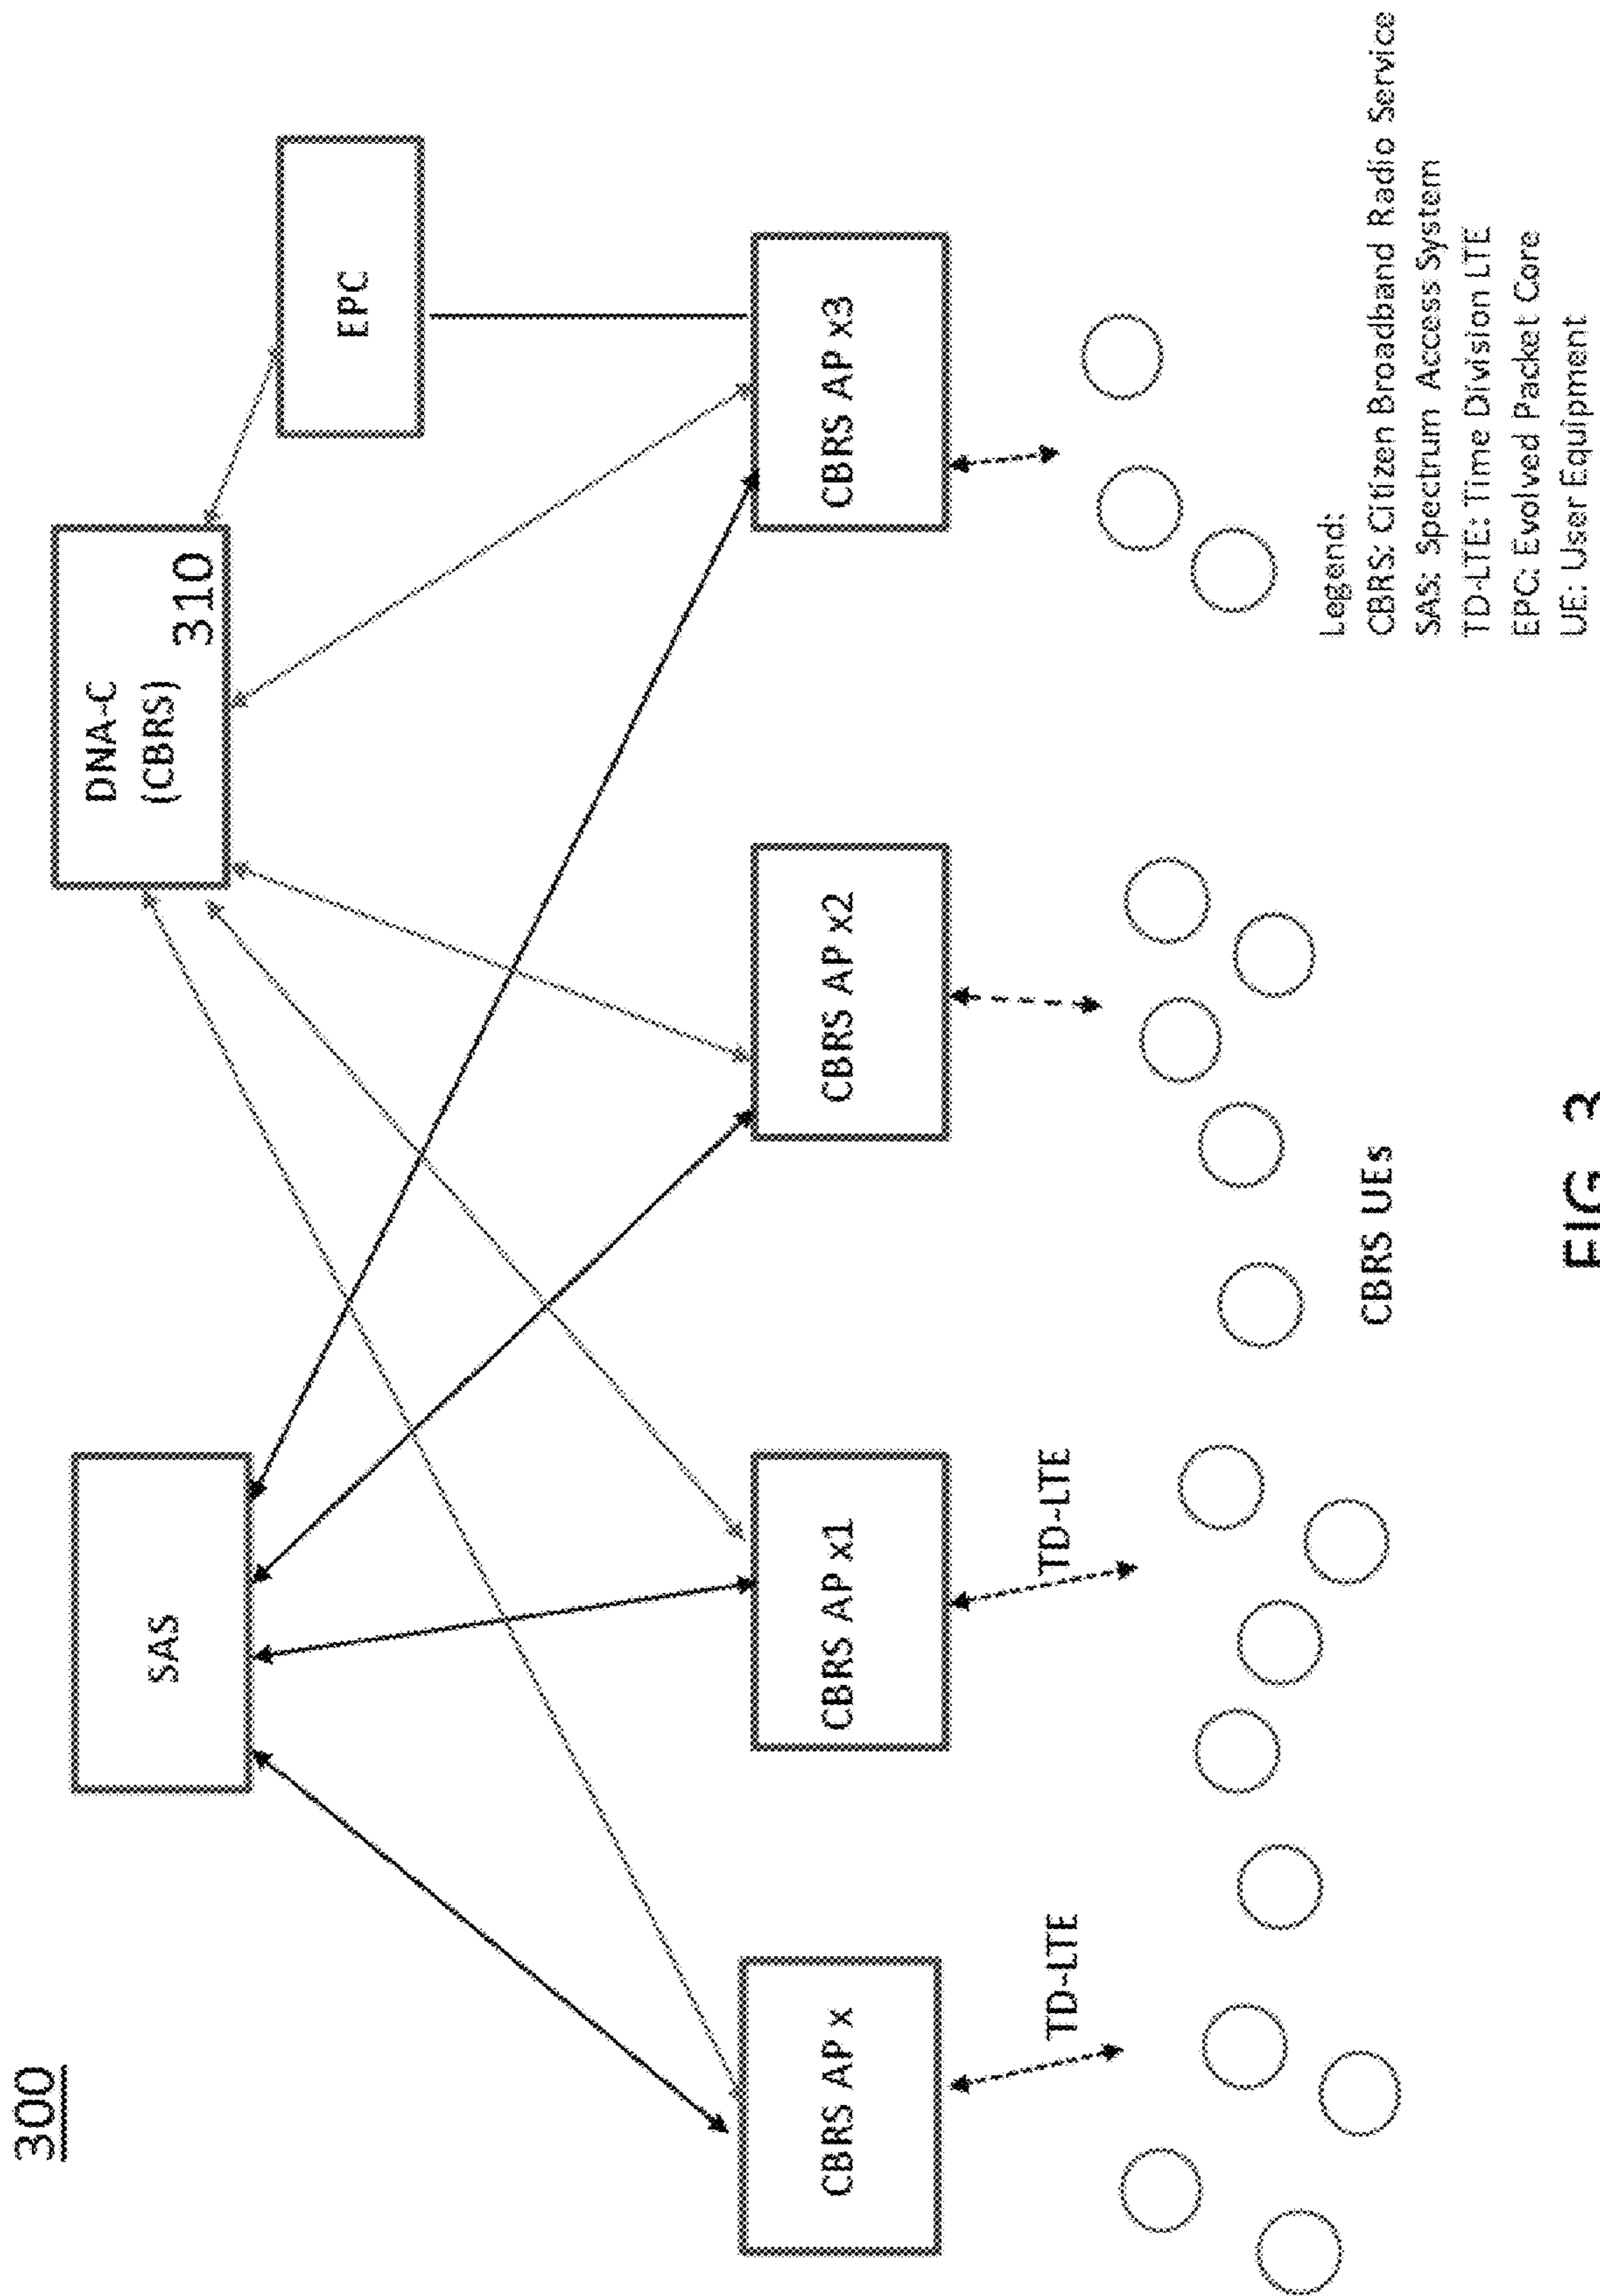 300
SAS
DNA-C
(CBRS)
310
EPC
CBRS AP x
CBRS AP x1
CBRS AP x2
CBRS AP x3
TD-LTE
TD-LTE
CBRS UEs
Legend:
CBRS: Citizen Broadband Radio Service
SAS: Spectrum Access System
TD-LTE: Time Division LTE
EPC: Evolved Packet Core
UE: User Equipment
FIG. 3